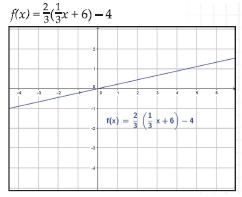 f(x) = 2/3(1/3x + 6) − 4
f(x) = 2/3 (1/3 x + 6) − 4